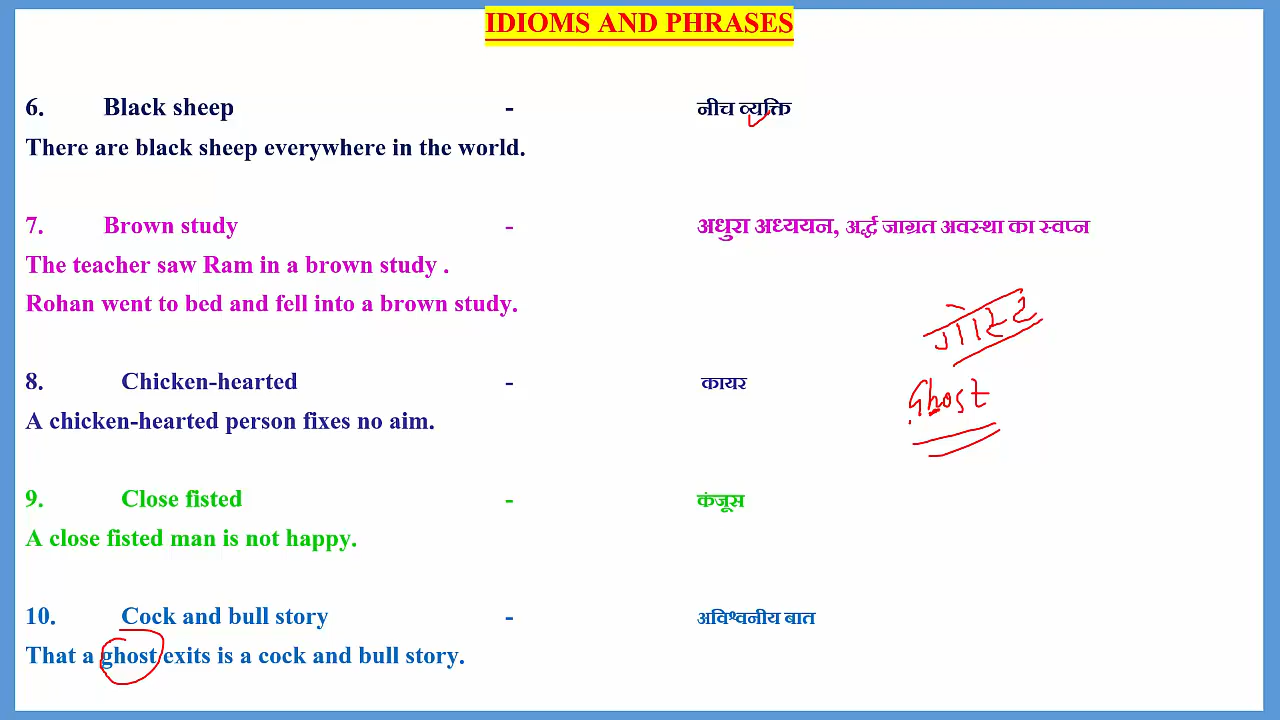 IDIOMS AND PHRASES
6. Black sheep - नीच व्यक्ति
There are black sheep everywhere in the world.
7. Brown study - अधुरा अध्ययन, अर्द्ध जाग्रत अवस्था का स्वप्न
The teacher saw Ram in a brown study .
Rohan went to bed and fell into a brown study.
गोस्ट
8. Chicken-hearted - कायर
Ghost
A chicken-hearted person fixes no aim.
9. Close fisted - कंजूस
A close fisted man is not happy.
10. Cock and bull story - अविश्वनीय बात
That a ghost exits is a cock and bull story.